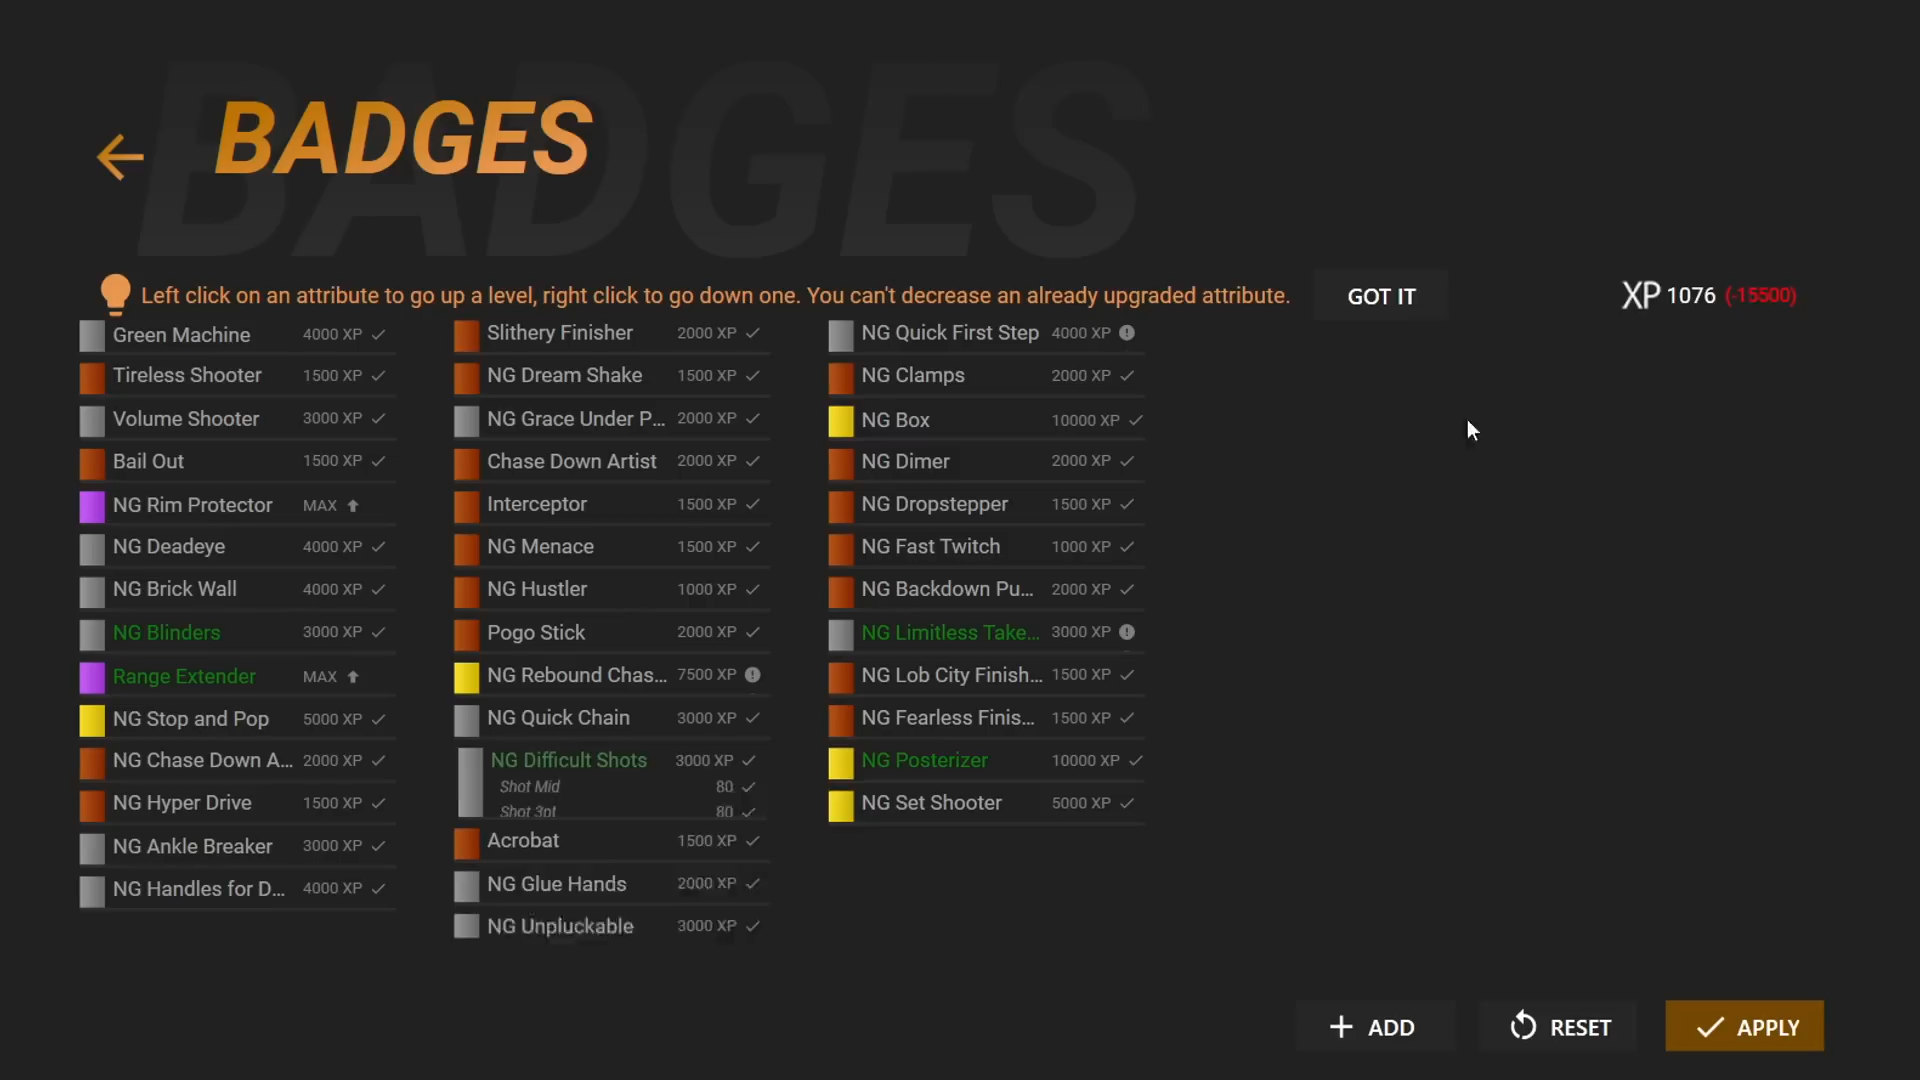 BADGES
Left click on an attribute to go up a level, right click to go down one. You can't decrease an already upgraded attribute.
GOT IT
XP 1076 (-15500)
Green Machine 4000 XP
Tireless Shooter 1500 XP
Volume Shooter 3000 XP
Bail Out 1500 XP
NG Rim Protector MAX
NG Deadeye 4000 XP
NG Brick Wall 4000 XP
NG Blinders 3000 XP
Range Extender MAX
NG Stop and Pop 5000 XP
NG Chase Down A... 2000 XP
NG Hyper Drive 1500 XP
NG Ankle Breaker 3000 XP
NG Handles for D... 4000 XP
Slithery Finisher 2000 XP
NG Dream Shake 1500 XP
NG Grace Under P... 2000 XP
Chase Down Artist 2000 XP
Interceptor 1500 XP
NG Menace 1500 XP
NG Hustler 1000 XP
Pogo Stick 2000 XP
NG Rebound Chas... 7500 XP
NG Quick Chain 3000 XP
NG Difficult Shots 3000 XP
Shot Mid 80
Shot 3pt 80
Acrobat 1500 XP
NG Glue Hands 2000 XP
NG Unpluckable 3000 XP
NG Quick First Step 4000 XP
NG Clamps 2000 XP
NG Box 10000 XP
NG Dimer 2000 XP
NG Dropstepper 1500 XP
NG Fast Twitch 1000 XP
NG Backdown Pu... 2000 XP
NG Limitless Take... 3000 XP
NG Lob City Finish... 1500 XP
NG Fearless Finis... 1500 XP
NG Posterizer 10000 XP
NG Set Shooter 5000 XP
ADD
RESET
APPLY